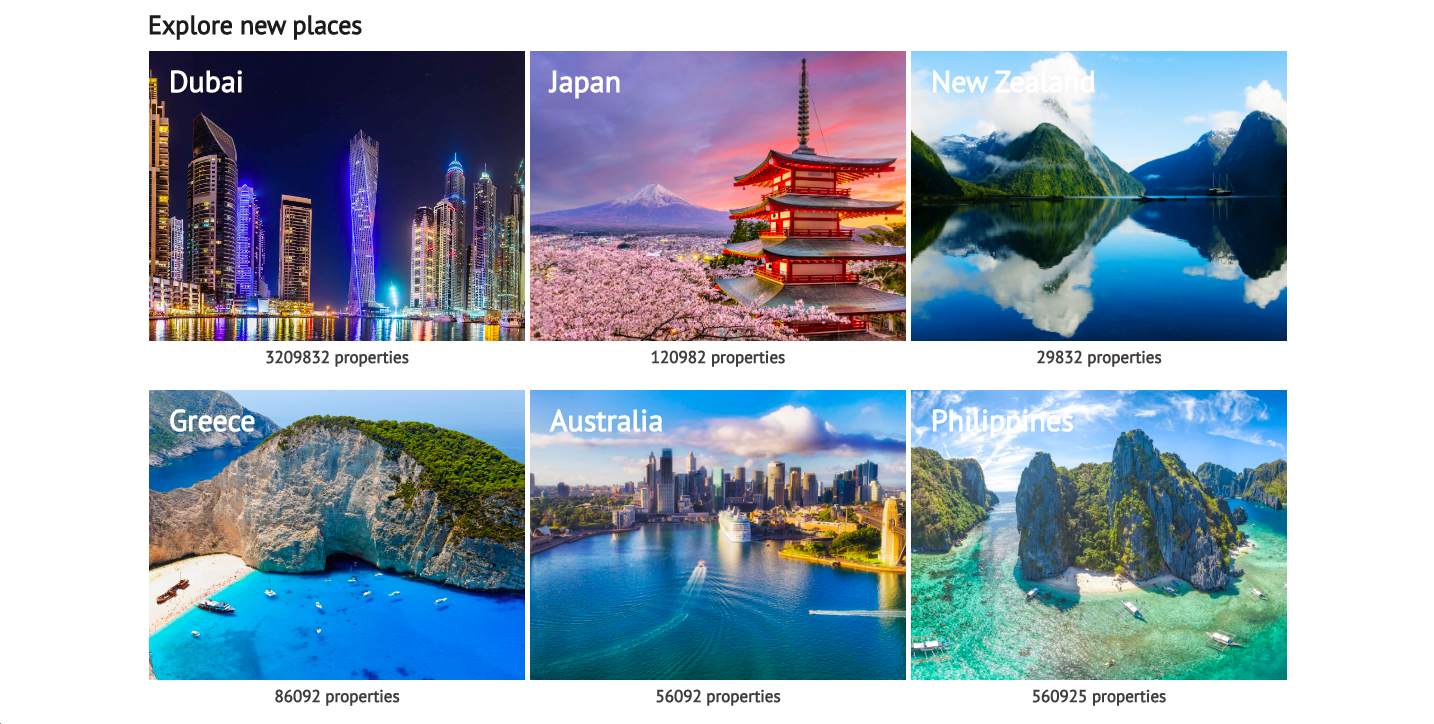 Explore new places
Dubai
Japan
New Zealand
3209832 properties
120982 properties
29832 properties
Greece
Australia
Philippines
86092 properties
56092 properties
560925 properties